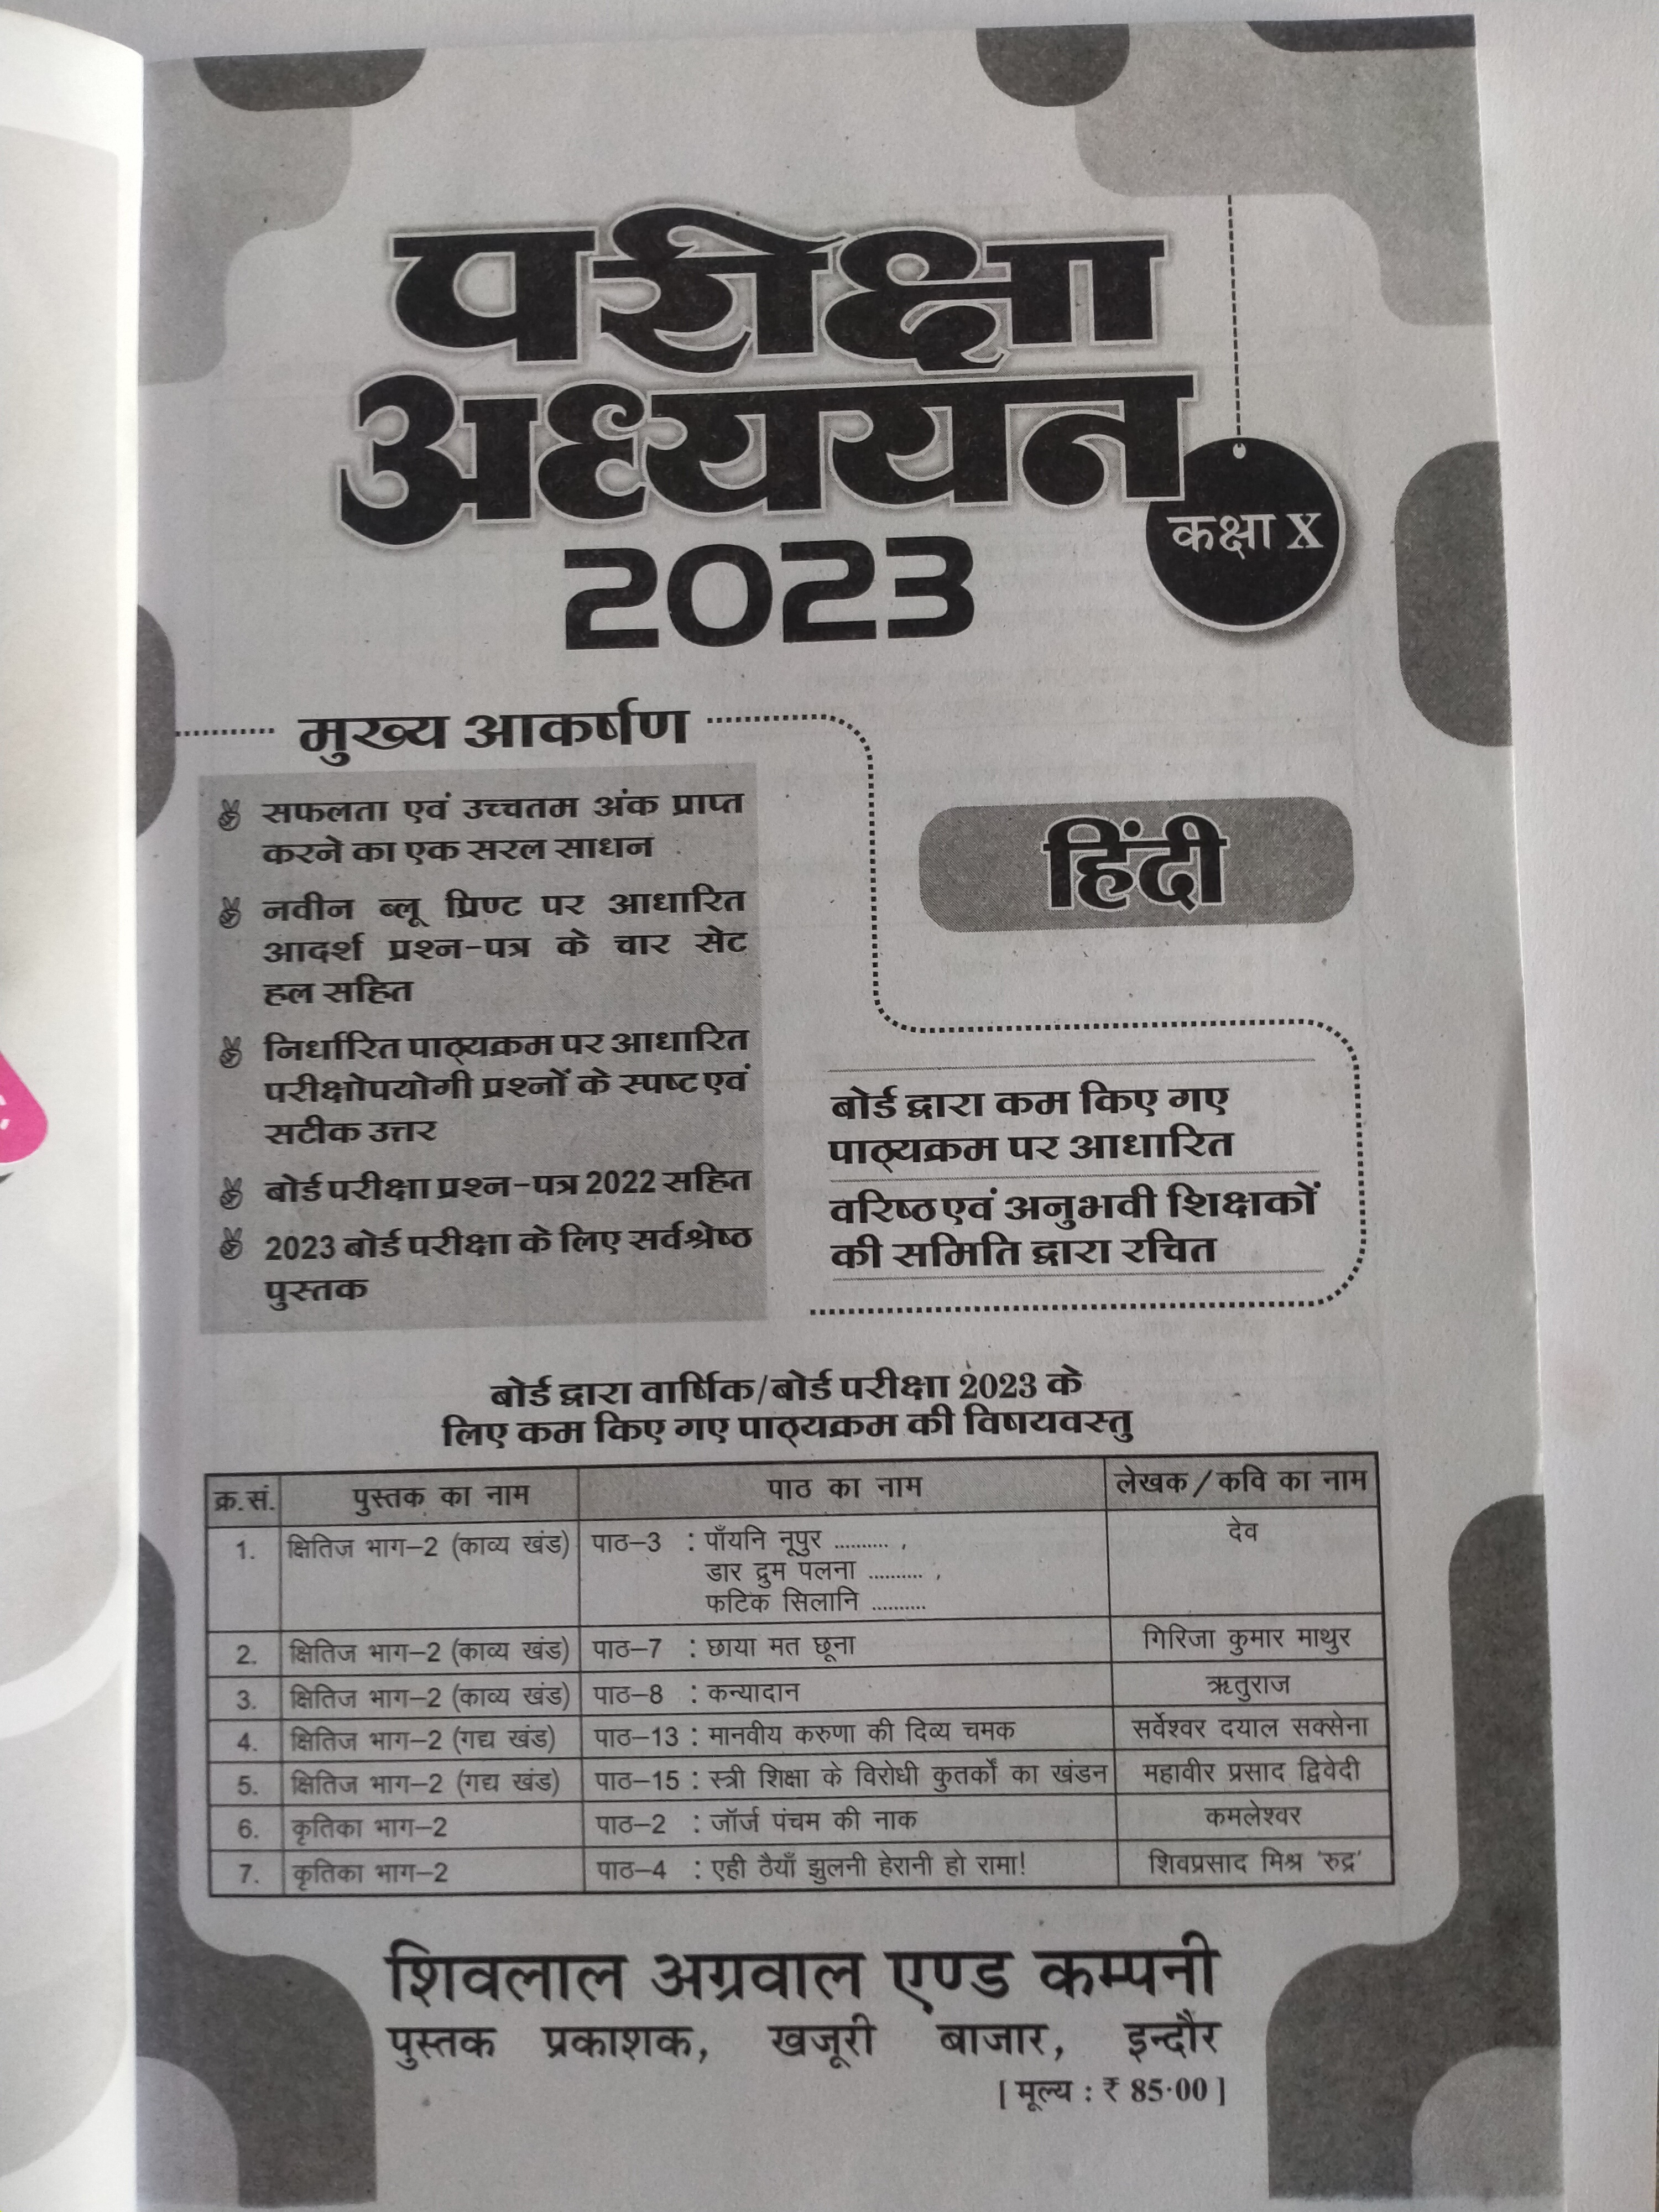 परीक्षा
अध्ययन
2023
कक्षा X
मुख्य आकर्षण
सफलता एवं उच्चतम अंक प्राप्त
करने का एक सरल साधन
नवीन ब्लू प्रिण्ट पर आधारित
आदर्श प्रश्न-पत्र के चार सेट
हल सहित
निर्धारित पाठ्यक्रम पर आधारित
परीक्षोपयोगी प्रश्नों के स्पष्ट एवं
सटीक उत्तर
बोर्ड परीक्षा प्रश्न-पत्र 2022 सहित
2023 बोर्ड परीक्षा के लिए सर्वश्रेष्ठ
पुस्तक
हिंदी
बोर्ड द्वारा कम किए गए
पाठ्यक्रम पर आधारित
वरिष्ठ एवं अनुभवी शिक्षकों
की समिति द्वारा रचित
बोर्ड द्वारा वार्षिक/बोर्ड परीक्षा 2023 के
लिए कम किए गए पाठ्यक्रम की विषयवस्तु
क्र.सं. पुस्तक का नाम पाठ का नाम लेखक / कवि का नाम
1. क्षितिज भाग–2 (काव्य खंड) पाठ–3 : पाँयनि नूपुर .......... , देव
डार द्रुम पलना .......... ,
फटिक सिलानि ..........
2. क्षितिज भाग–2 (काव्य खंड) पाठ–7 : छाया मत छूना गिरिजा कुमार माथुर
3. क्षितिज भाग–2 (काव्य खंड) पाठ–8 : कन्यादान ऋतुराज
4. क्षितिज भाग–2 (गद्य खंड) पाठ–13 : मानवीय करुणा की दिव्य चमक सर्वेश्वर दयाल सक्सेना
5. क्षितिज भाग–2 (गद्य खंड) पाठ–15 : स्त्री शिक्षा के विरोधी कुतर्कों का खंडन महावीर प्रसाद द्विवेदी
6. कृतिका भाग–2 पाठ–2 : जॉर्ज पंचम की नाक कमलेश्वर
7. कृतिका भाग–2 पाठ–4 : एही ठैयाँ झुलनी हेरानी हो रामा! शिवप्रसाद मिश्र 'रुद्र'
शिवलाल अग्रवाल एण्ड कम्पनी
पुस्तक प्रकाशक, खजूरी बाजार, इन्दौर
[ मूल्य : ₹ 85·00 ]